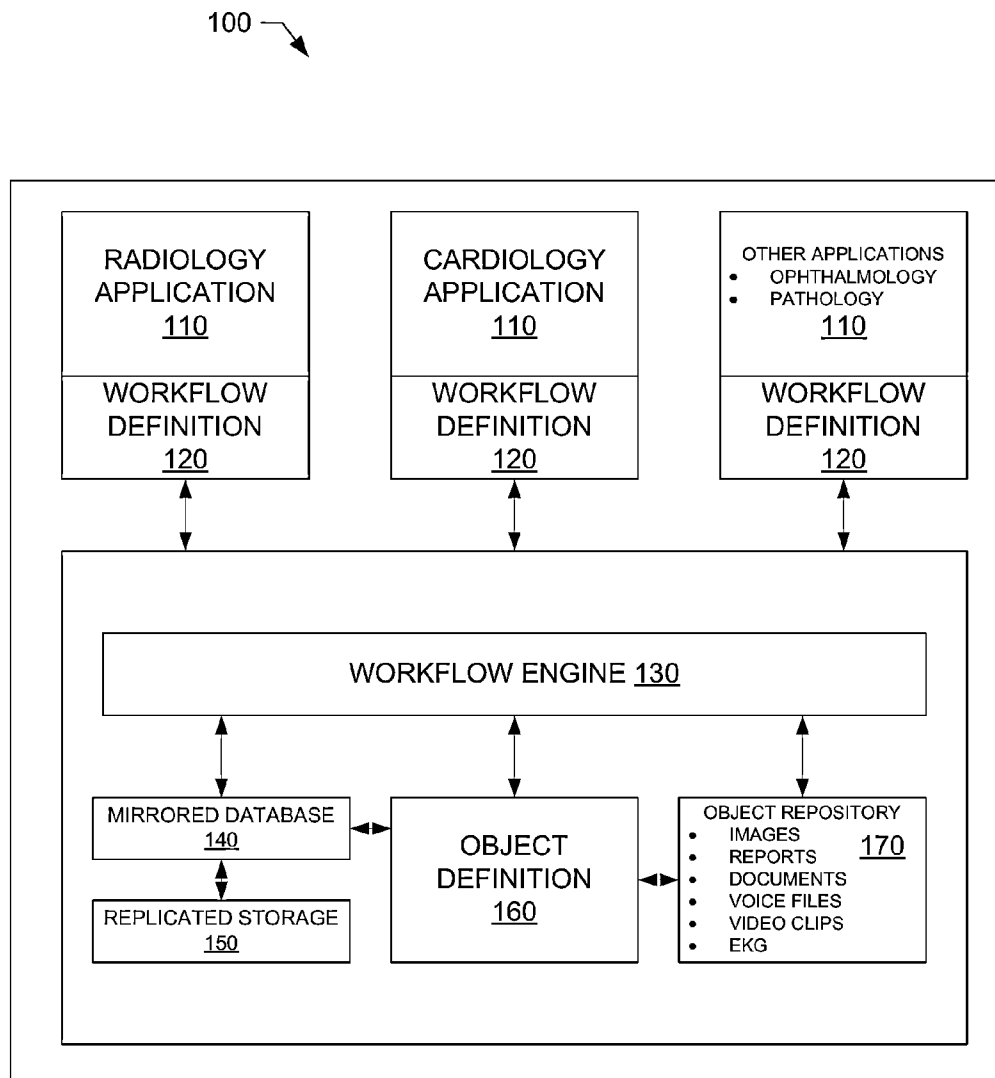 100
RADIOLOGY
APPLICATION
110
WORKFLOW
DEFINITION
120
CARDIOLOGY
APPLICATION
110
WORKFLOW
DEFINITION
120
OTHER APPLICATIONS
• OPHTHALMOLOGY
• PATHOLOGY
110
WORKFLOW
DEFINITION
120
WORKFLOW ENGINE 130
MIRRORED DATABASE
140
REPLICATED STORAGE
150
OBJECT
DEFINITION
160
OBJECT REPOSITORY
• IMAGES
170
• REPORTS
• DOCUMENTS
• VOICE FILES
• VIDEO CLIPS
• EKG